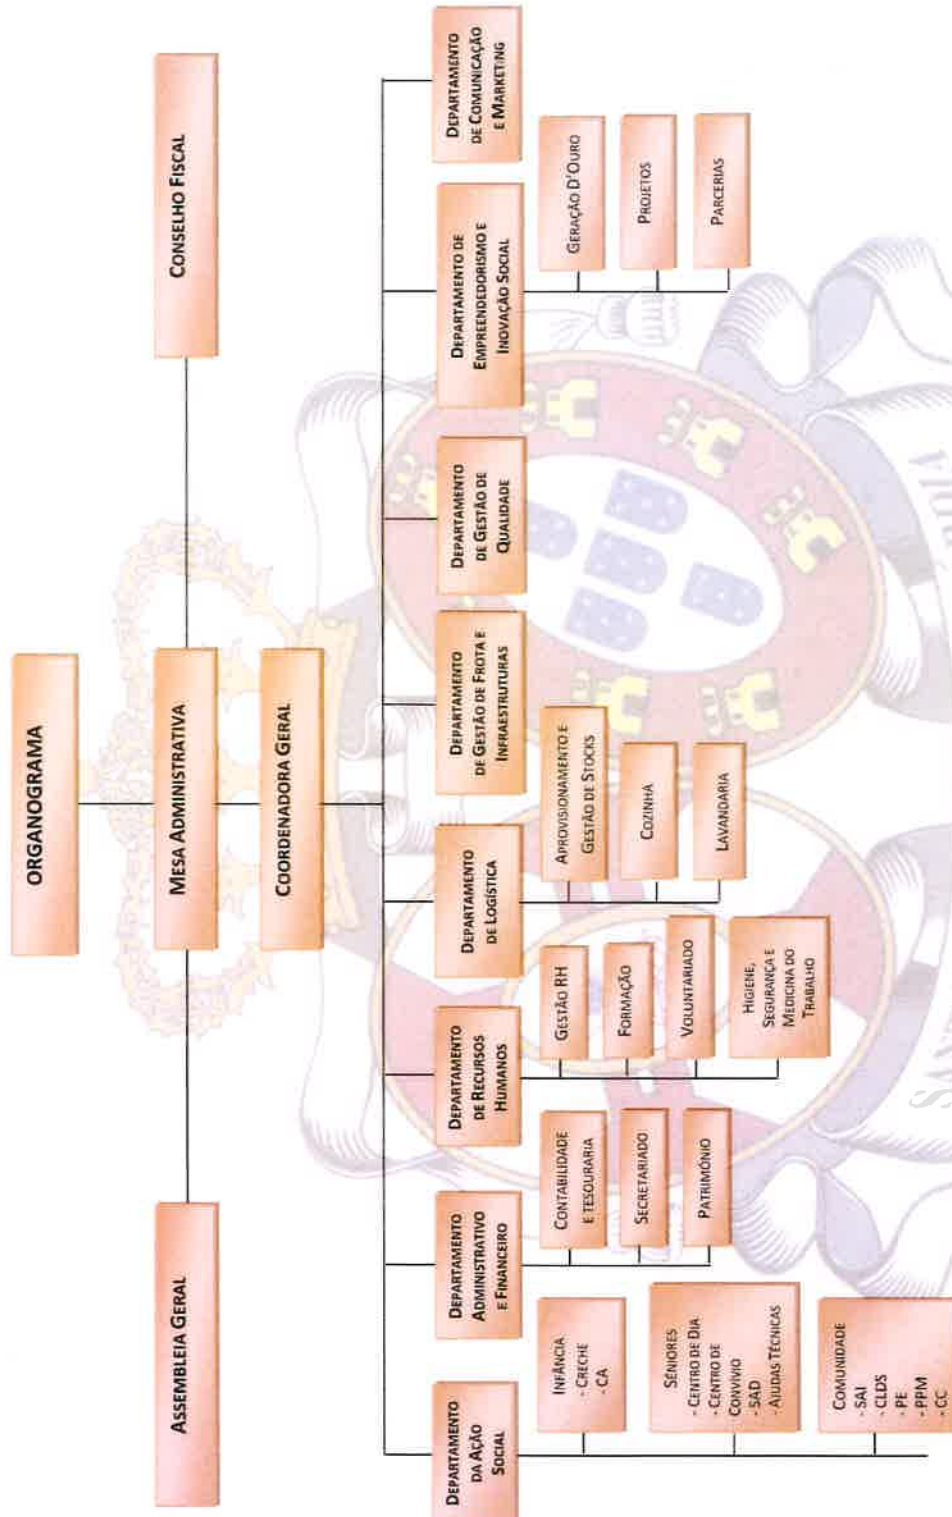 ORGANOGRAMA
ASSEMBLEIA GERAL
MESA ADMINISTRATIVA
CONSELHO FISCAL
COORDENADORA GERAL
DEPARTAMENTO
DA AÇÃO
SOCIAL
INFÂNCIA
- CRECHE
- CA
SÉNIORES
- CENTRO DE DIA
- CENTRO DE
CONVÍVIO
- SAD
- AJUDAS TÉCNICAS
COMUNIDADE
- SAI
- CLDS
- PE
- PPM
- CC
DEPARTAMENTO
ADMINISTRATIVO
E FINANCEIRO
CONTABILIDADE
E TESOURARIA
SECRETARIADO
PATRIMÓNIO
DEPARTAMENTO
DE RECURSOS
HUMANOS
GESTÃO RH
FORMAÇÃO
VOLUNTARIADO
HIGIENE,
SEGURANÇA E
MEDICINA DO
TRABALHO
DEPARTAMENTO
DE LOGÍSTICA
APROVISIONAMENTO E
GESTÃO DE STOCKS
COZINHA
LAVANDARIA
DEPARTAMENTO
DE GESTÃO DE FROTA E
INFRAESTRUTURAS
DEPARTAMENTO
DE GESTÃO DE
QUALIDADE
DEPARTAMENTO DE
EMPREENDEDORISMO E
INOVAÇÃO SOCIAL
GERAÇÃO D'OURO
PROJETOS
PARCERIAS
DEPARTAMENTO
DE COMUNICAÇÃO
E MARKETING